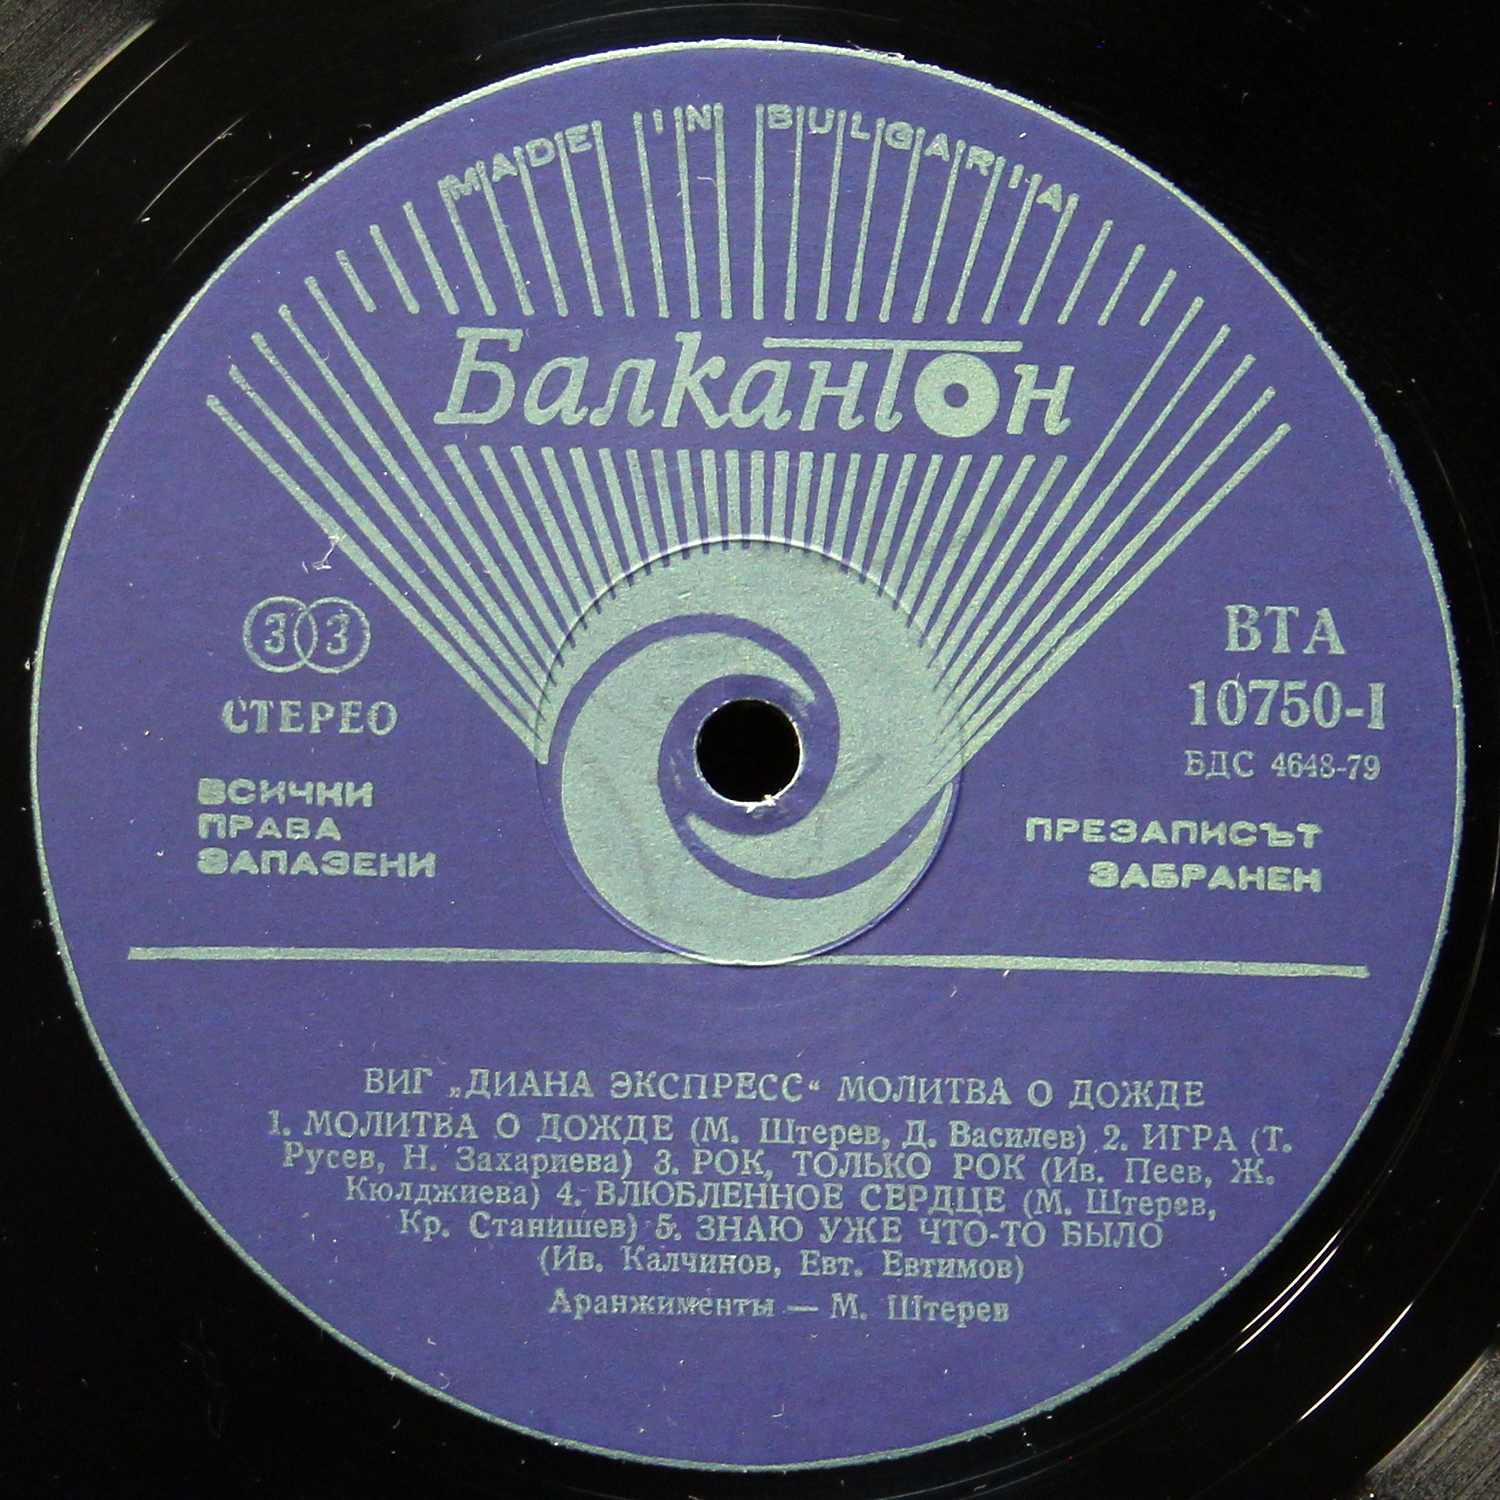 MADE IN BULGARIA
Балкантон
33
СТЕРЕО
ВСИЧКИ
ПРАВА
ЗАПАЗЕНИ
ВТА
10750-I
БДС 4648-79
ПРЕЗАПИСЪТ
ЗАБРАНЕН
ВИГ „ДИАНА ЭКСПРЕСС“ МОЛИТВА О ДОЖДЕ
1. МОЛИТВА О ДОЖДЕ (М. Штерев, Д. Василев) 2. ИГРА (Т.
Русев, Н. Захариева) 3. РОК, ТОЛЬКО РОК (Ив. Пеев, Ж.
Кюлджиева) 4. ВЛЮБЛЕННОЕ СЕРДЦЕ (М. Штерев,
Кр. Станишев) 5. ЗНАЮ УЖЕ ЧТО-ТО БЫЛО
(Ив. Калчинов, Евт. Евтимов)
Аранжименты — М. Штерев